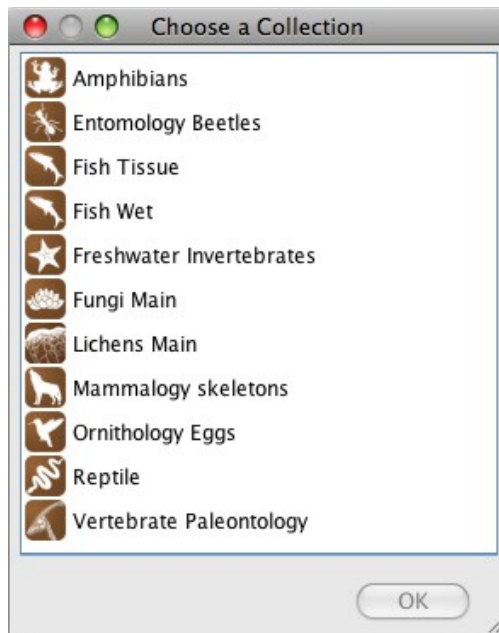 Choose a Collection
Amphibians
Entomology Beetles
Fish Tissue
Fish Wet
Freshwater Invertebrates
Fungi Main
Lichens Main
Mammalogy skeletons
Ornithology Eggs
Reptile
Vertebrate Paleontology
OK